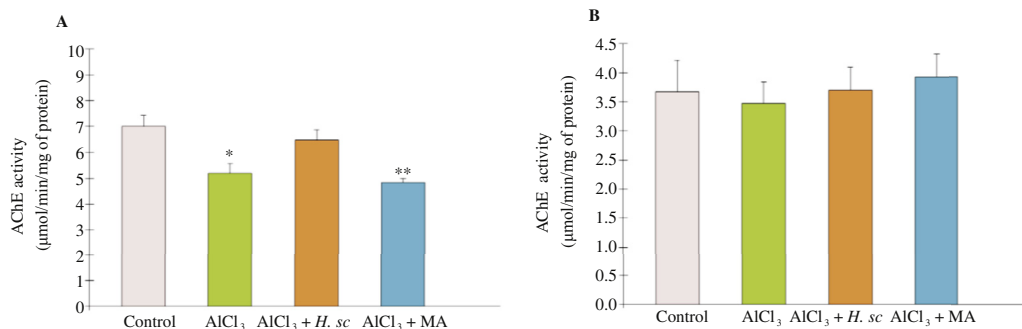 A
AChE activity
(μmol/min/mg of protein)
10
9
8
7
6
5
4
3
2
1
0
*
**
Control
AlCl₃
AlCl₃ + H. sc
AlCl₃ + MA
B
AChE activity
(μmol/min/mg of protein)
4.5
4.0
3.5
3.0
2.5
2.0
1.5
1.0
0.5
0.0
Control
AlCl₃
AlCl₃ + H. sc
AlCl₃ + MA